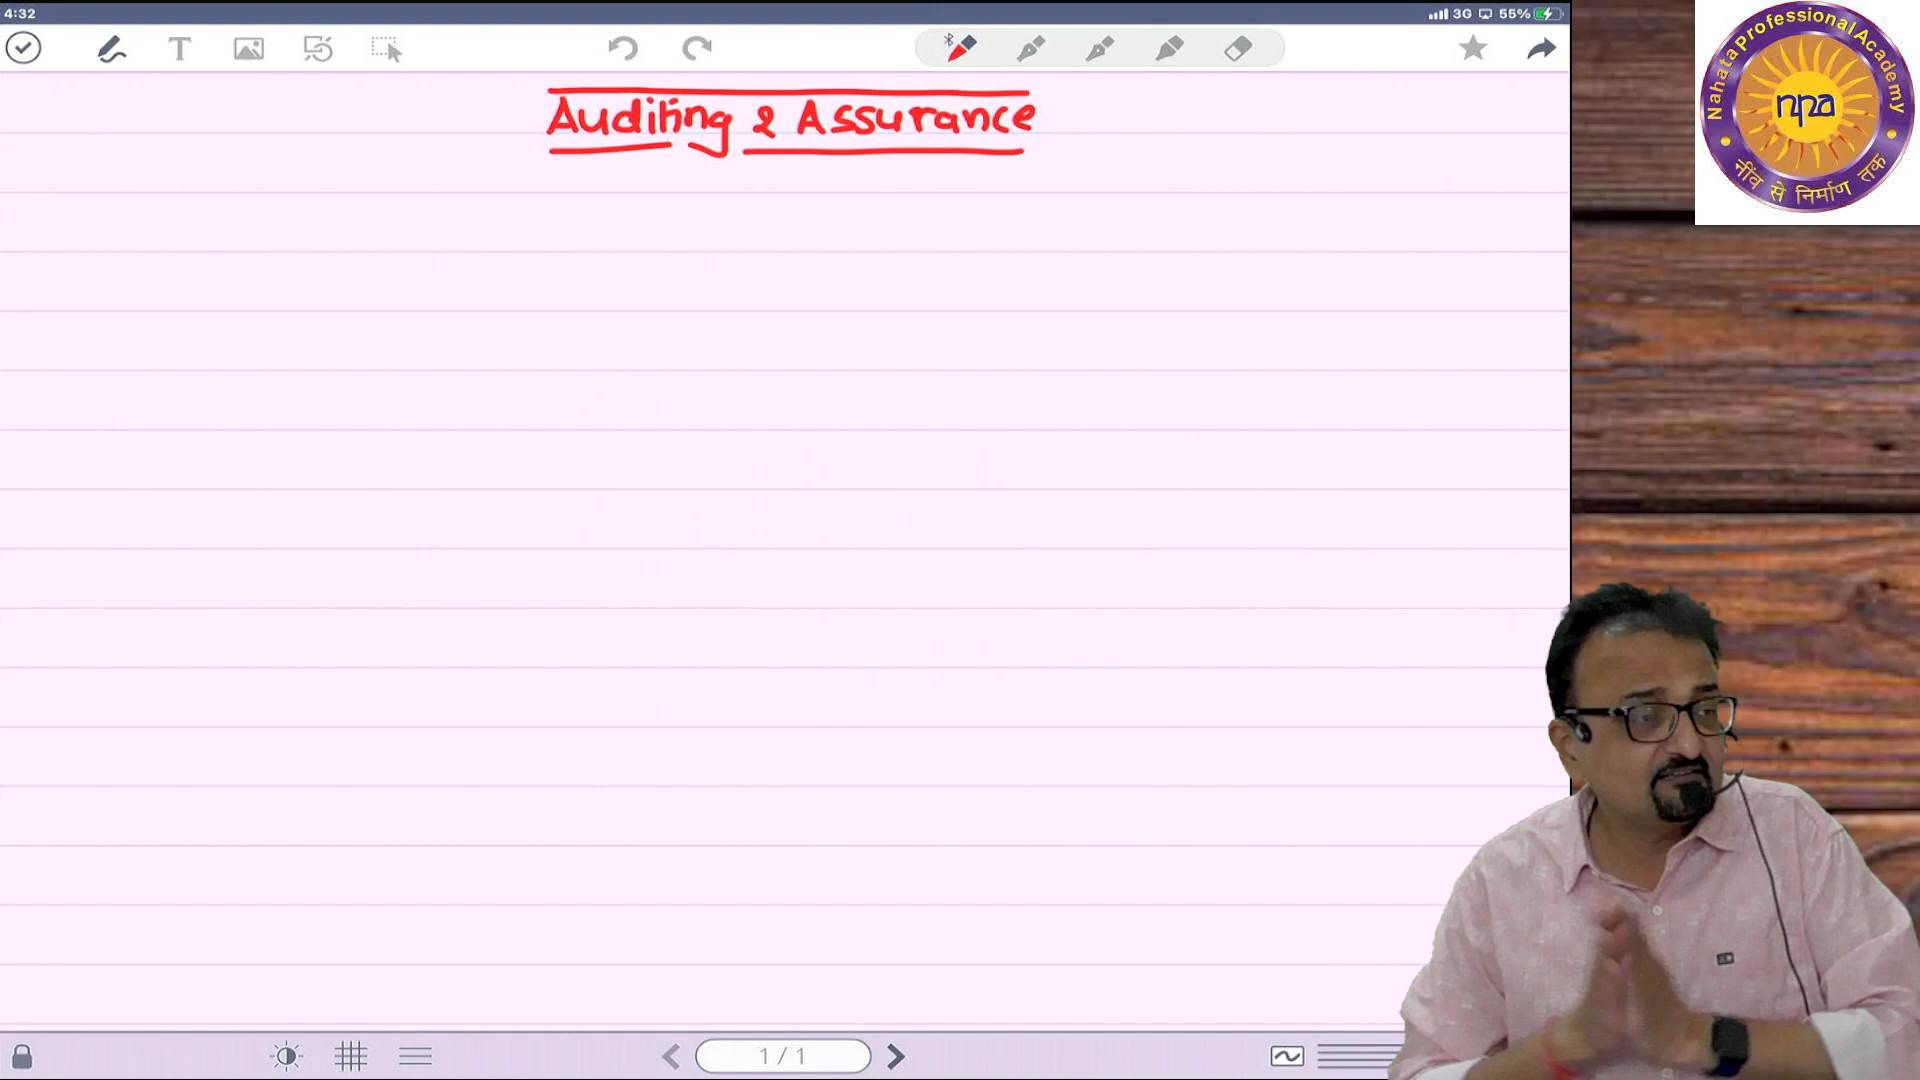 4:32
3G 55%
T
Auditing & Assurance
Nahata Professional Academy
npa
नींव से निर्माण तक
1 / 1